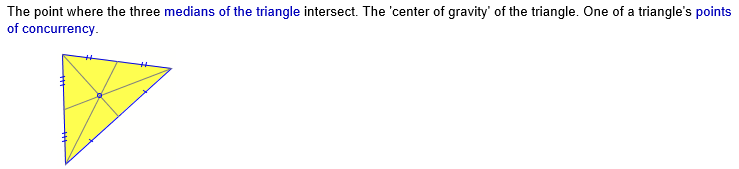 The point where the three medians of the triangle intersect. The 'center of gravity' of the triangle. One of a triangle's points
of concurrency.